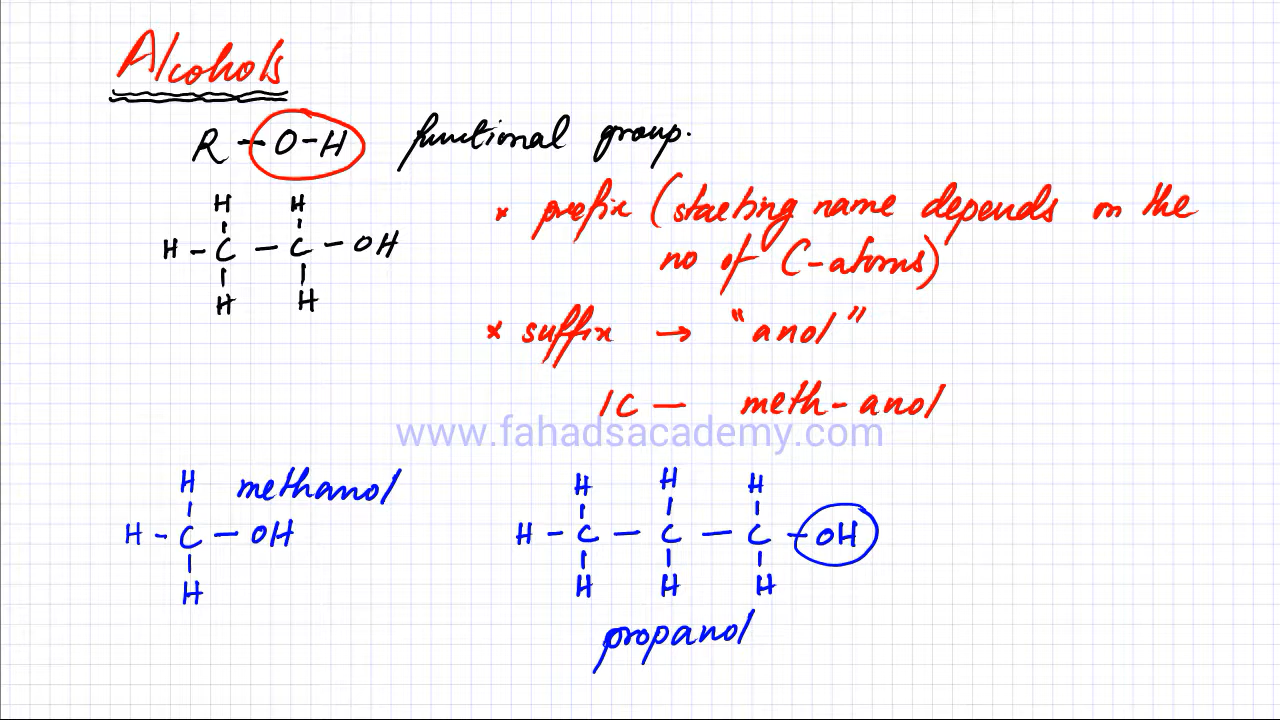 Alcohols
R - O-H functional group.
H H
H - C - C - OH
H H
* prefix (starting name depends on the
no of C-atoms)
* suffix → "anol"
1C - meth-anol
www.fahadsacademy.com
H methanol
H - C - OH
H
H H H
H - C - C - C - OH
H H H
propanol